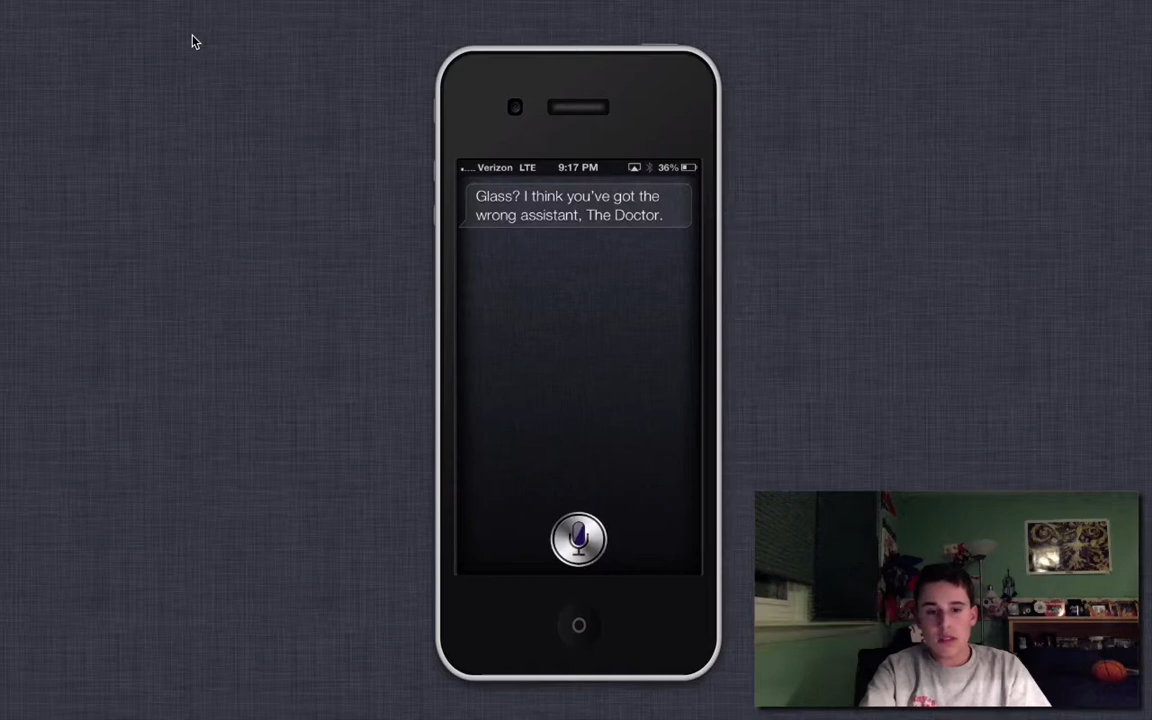 Verizon LTE 9:17 PM 36%
Glass? I think you've got the
wrong assistant, The Doctor.